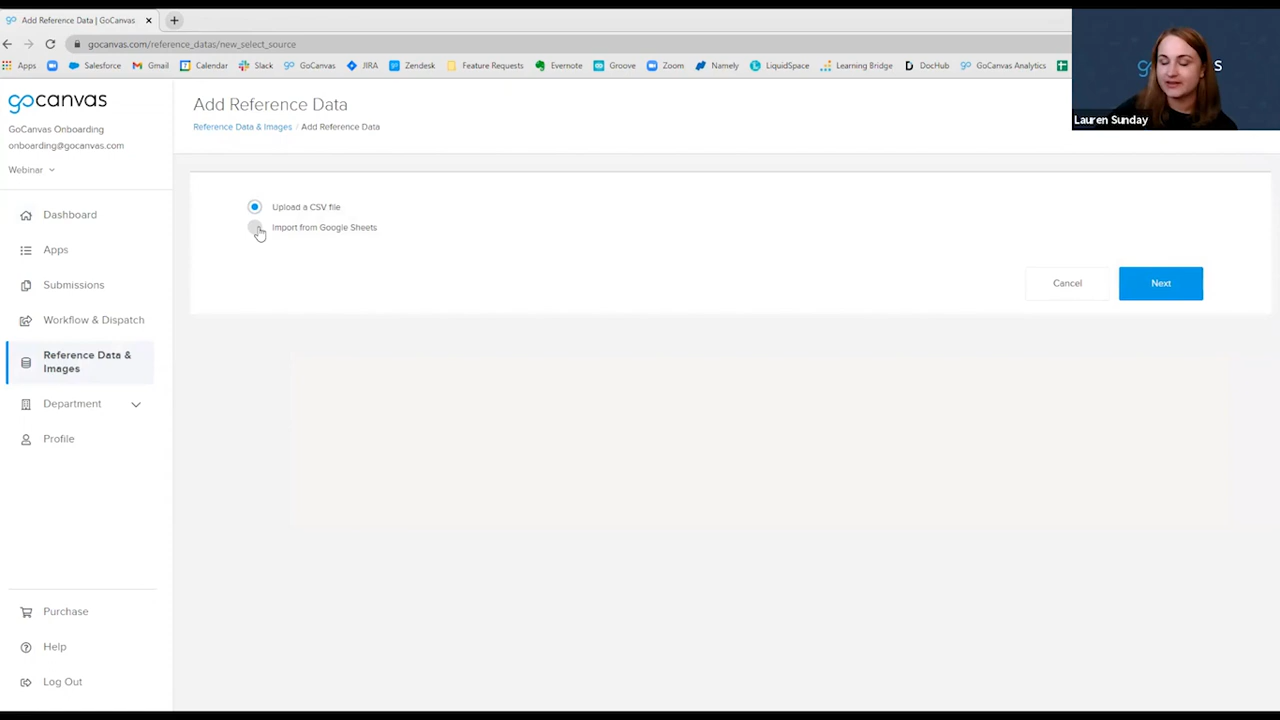 Add Reference Data | GoCanvas
gocanvas.com/reference_datas/new_select_source
Apps Salesforce Gmail Calendar Slack GoCanvas JIRA Zendesk Feature Requests Evernote Groove Zoom Namely LiquidSpace Learning Bridge DocHub GoCanvas Analytics
S
Lauren Sunday
gocanvas
GoCanvas Onboarding
onboarding@gocanvas.com
Webinar
Dashboard
Apps
Submissions
Workflow & Dispatch
Reference Data &
Images
Department
Profile
Purchase
Help
Log Out
Add Reference Data
Reference Data & Images / Add Reference Data
Upload a CSV file
Import from Google Sheets
Cancel
Next